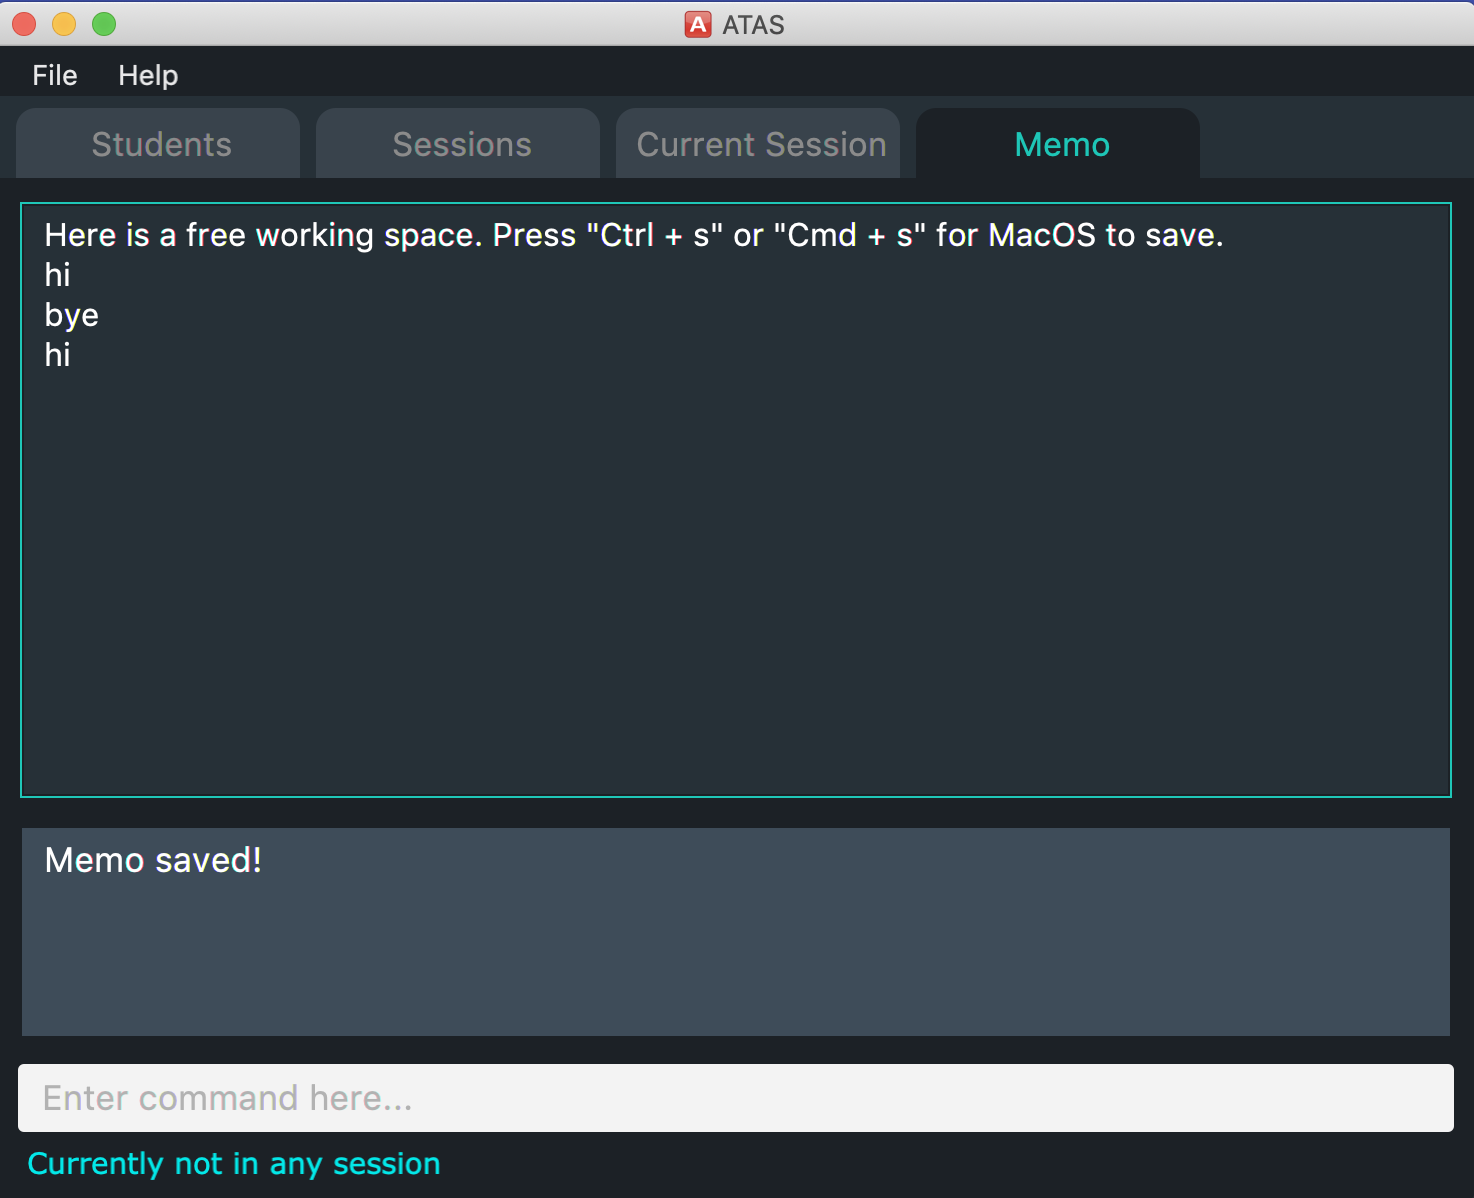 A ATAS
File Help
Students Sessions Current Session Memo
Here is a free working space. Press "Ctrl + s" or "Cmd + s" for MacOS to save.
hi
bye
hi
Memo saved!
Enter command here...
Currently not in any session